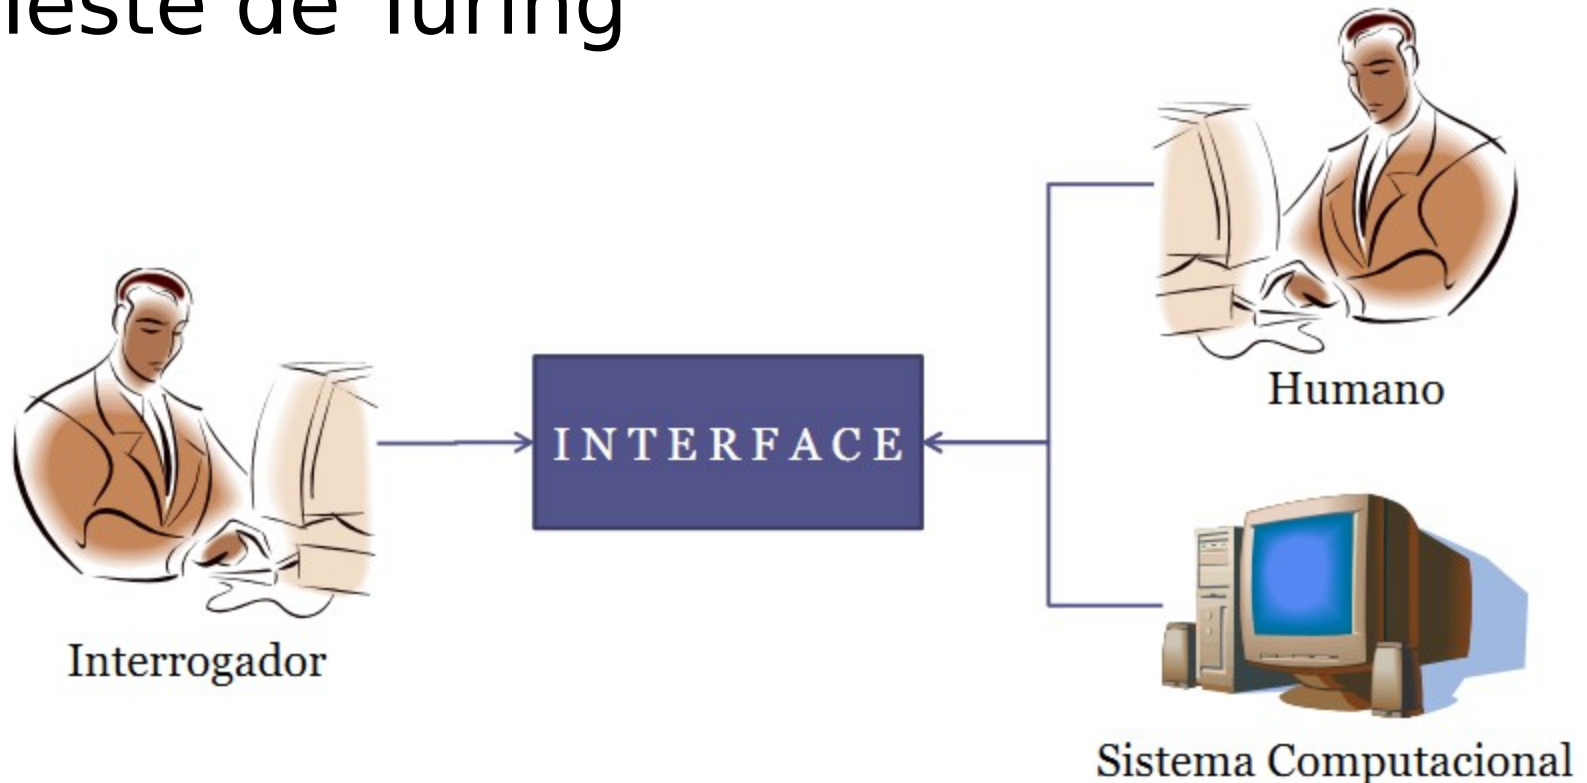 Teste de Turing
Humano
INTERFACE
Interrogador
Sistema Computacional